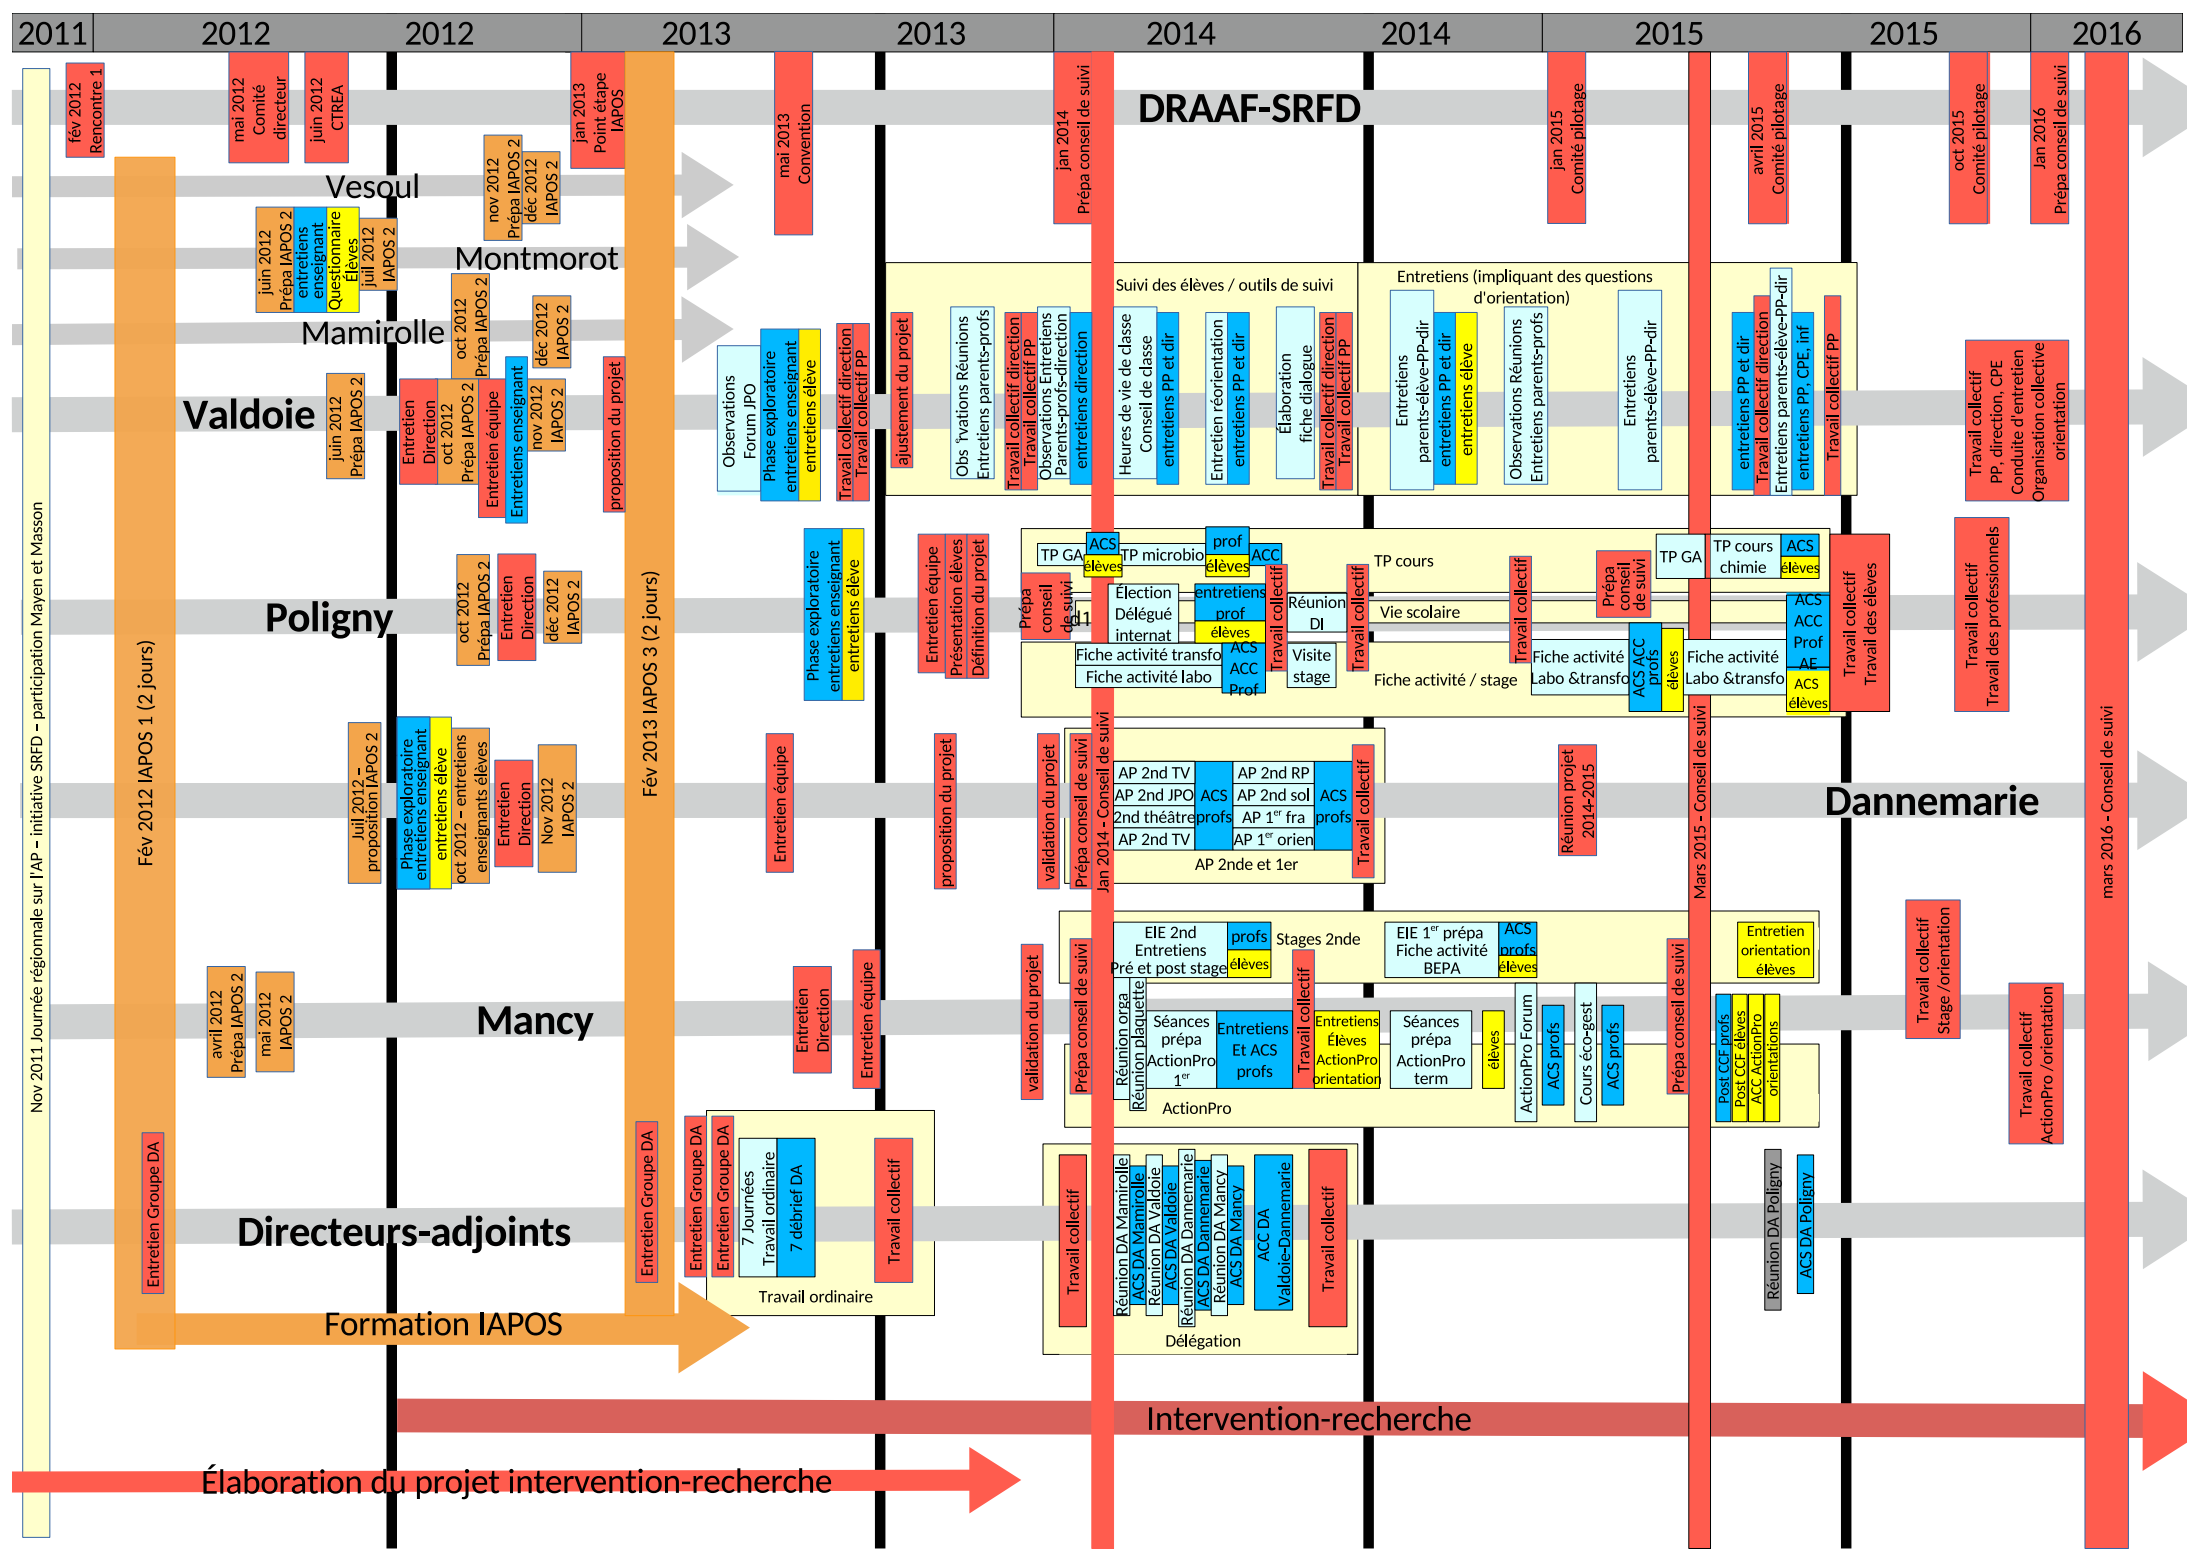 2011
2012
2012
2013
2013
2014
2014
2015
2015
2016
Nov 2011 Journée régionale sur l'AP – initiative SRFD – participation Mayen et Masson
Fév 2012 IAPOS 1 (2 jours)
Fév 2013 IAPOS 3 (2 jours)
Jan 2014 - Conseil de suivi
Mars 2015 - Conseil de suivi
mars 2016 - Conseil de suivi
DRAAF-SRFD
fév 2012
Rencontre 1
mai 2012
Comité
directeur
juin 2012
CTREA
jan 2013
Point étape
IAPOS
mai 2013
Convention
jan 2014
Prépa conseil de suivi
jan 2015
Comité pilotage
avril 2015
Comité pilotage
oct 2015
Comité pilotage
Jan 2016
Prépa conseil de suivi
Vesoul
nov 2012
Prépa IAPOS 2
déc 2012
IAPOS 2
Montmorot
juin 2012
Prépa IAPOS 2
entretiens
enseignant
Questionnaire
Élèves
juil 2012
IAPOS 2
Mamirolle
oct 2012
Prépa IAPOS 2
déc 2012
IAPOS 2
Valdoie
juin 2012
Prépa IAPOS 2
Entretien
Direction
oct 2012
Prépa IAPOS 2
Entretien équipe
Entretiens enseignant
nov 2012
IAPOS 2
proposition du projet
Observations
Forum JPO
Phase exploratoire
entretiens enseignant
entretiens élève
Travail collectif direction
Travail collectif PP
ajustement du projet
Suivi des élèves / outils de suivi
Entretiens parents-profs
Travail collectif direction
Travail collectif PP
Observations Entretiens
Parents-profs-direction
entretiens direction
Heures de vie de classe
Conseil de classe
entretiens PP et dir
Entretien réorientation
entretiens PP et dir
Élaboration
fiche dialogue
Travail collectif direction
Travail collectif PP
Entretiens (impliquant des questions
d'orientation)
Entretiens
parents-élève-PP-dir
entretiens PP et dir
entretiens élève
Observations Réunions
Entretiens parents-profs
Entretiens
parents-élève-PP-dir
entretiens PP et dir
Travail collectif direction
Entretiens parents-élève-PP-dir
entretiens PP, CPE, inf
Travail collectif PP
Travail collectif
PP, direction, CPE
Conduite d'entretien
Organisation collective
orientation
Poligny
oct 2012
Prépa IAPOS 2
Entretien
Direction
déc 2012
IAPOS 2
Phase exploratoire
entretiens enseignant
entretiens élève
Entretien équipe
Présentation élèves
Définition du projet
Prépa
conseil
de suivi
TP GA
ACS
élèves
TP microbio
prof
élèves
ACC
TP cours
Élection
Délégué
internat
entretiens
prof
élèves
Travail collectif
Réunion
DI
Travail collectif
Vie scolaire
Fiche activité transfo
Fiche activité labo
ACS
ACC
Prof
Visite
stage
Fiche activité / stage
Travail collectif
Prépa
conseil
de suivi
TP GA
TP cours
chimie
ACS
élèves
Fiche activité
Labo &transfo
ACS ACC
profs
élèves
Fiche activité
Labo &transfo
ACS
ACC
Prof
AE
ACS
élèves
Travail collectif
Travail des élèves
Travail collectif
Travail des professionnels
Dannemarie
Juil 2012 –
proposition IAPOS 2
Phase exploratoire
entretiens enseignant
entretiens élève
oct 2012 – entretiens
enseignants élèves
Entretien
Direction
Nov 2012
IAPOS 2
Entretien équipe
proposition du projet
validation du projet
Prépa conseil de suivi
AP 2nd TV
AP 2nd JPO
2nd théâtre
AP 2nd TV
ACS
profs
AP 2nd RP
AP 2nd sol
AP 1er fra
AP 1er orien
ACS
profs
AP 2nde et 1er
Travail collectif
Réunion projet
2014-2015
Mancy
avril 2012
Prépa IAPOS 2
mai 2012
IAPOS 2
Entretien
Direction
Entretien équipe
validation du projet
Prépa conseil de suivi
EIE 2nd
Entretiens
Pré et post stage
profs
élèves
Stages 2nde
EIE 1er prépa
Fiche activité
BEPA
ACS
profs
élèves
Entretien
orientation
élèves
Réunion orga
Réunion plaquette
Séances
prépa
ActionPro
1er
Entretiens
Et ACS
profs
Travail collectif
Entretiens
Élèves
ActionPro
orientation
Séances
prépa
ActionPro
term
élèves
ActionPro Forum
ACS profs
Cours éco-gest
ACS profs
Prépa conseil de suivi
Post CCF profs
Post CCF élèves
ACC ActionPro
orientations
ActionPro
Travail collectif
Stage /orientation
Travail collectif
ActionPro /orientation
Directeurs-adjoints
Entretien Groupe DA
Entretien Groupe DA
Entretien Groupe DA
Entretien Groupe DA
7 Journées
Travail ordinaire
7 débrief DA
Travail collectif
Travail ordinaire
Travail collectif
Réunion DA Mamirolle
ACS DA Mamirolle
Réunion DA Valdoie
ACS DA Valdoie
Réunion DA Dannemarie
ACS DA Dannemarie
Réunion DA Mancy
ACS DA Mancy
ACC DA
Valdoie-Dannemarie
Travail collectif
Délégation
Réunion DA Poligny
ACS DA Poligny
Formation IAPOS
Intervention-recherche
Élaboration du projet intervention-recherche